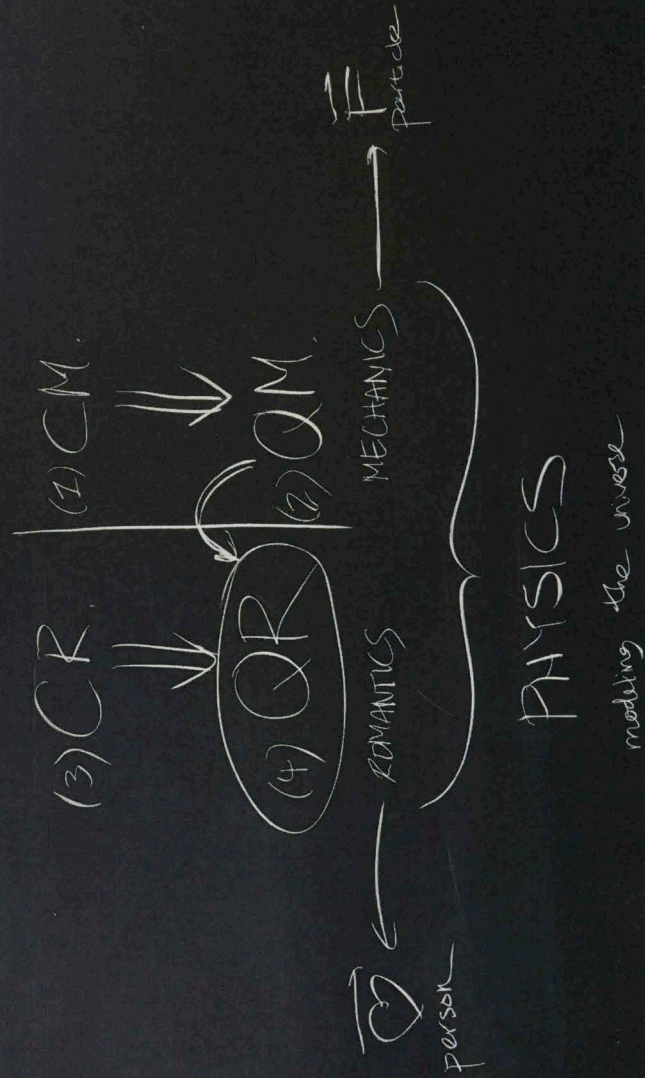 (3) CR. (1) CM.
(4) QR (2) QM.
ROMANTICS MECHANICS
♡ F
person particle
PHYSICS
modeling the universe